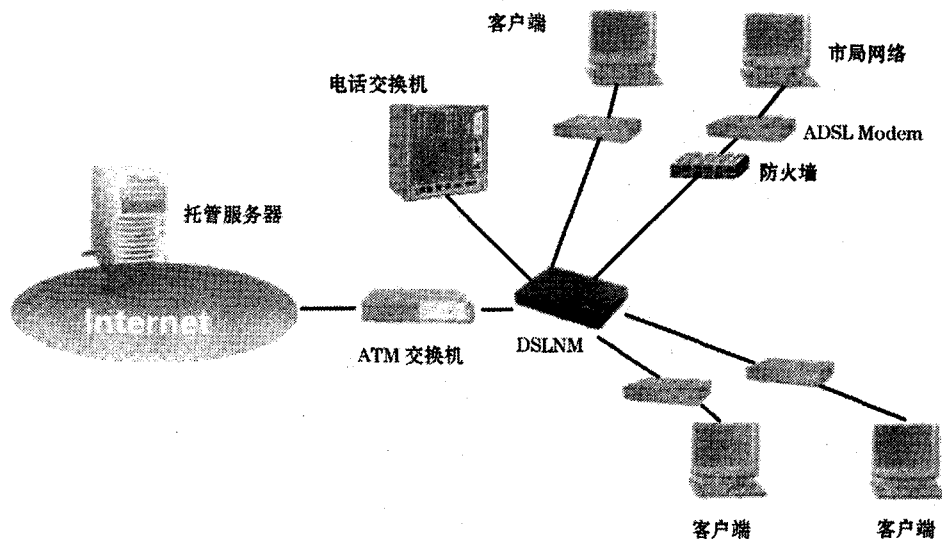 客户端
市局网络
电话交换机
ADSL Modem
防火墙
托管服务器
Internet
ATM 交换机
DSLNM
客户端
客户端